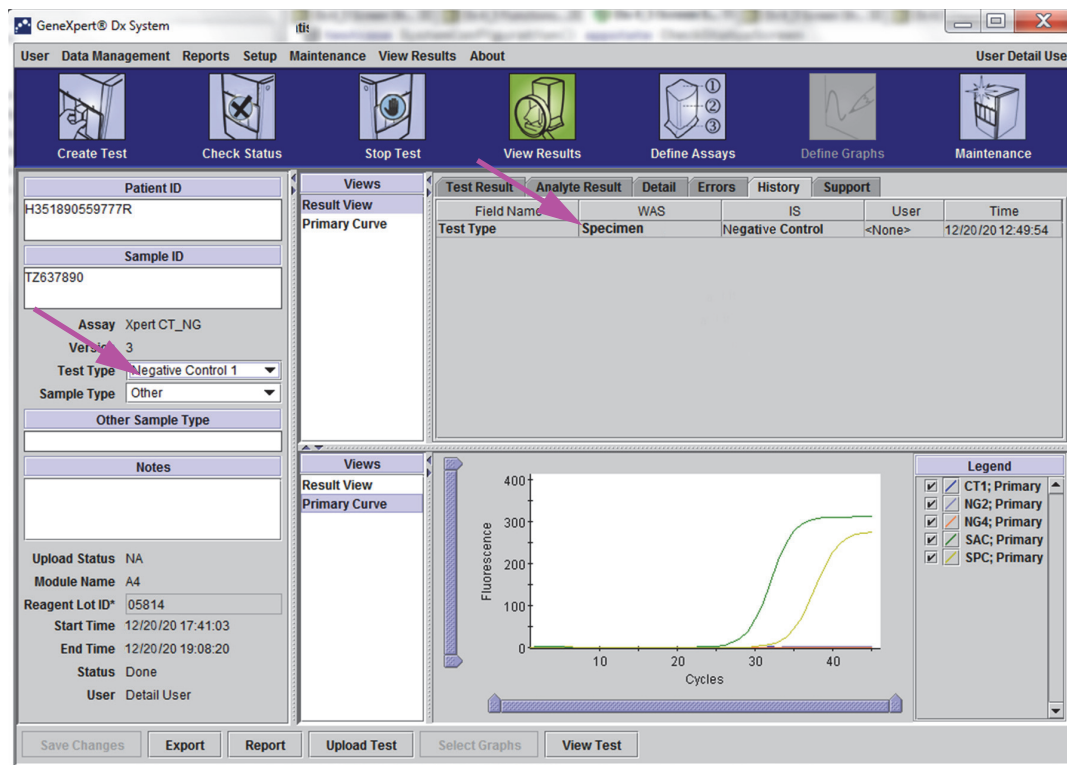 GeneXpert® Dx System
User Data Management Reports Setup Maintenance View Results About
User Detail Use
Create Test
Check Status
Stop Test
View Results
Define Assays
①
②
③
Define Graphs
Maintenance
Patient ID
H351890559777R
Sample ID
TZ637890
Assay Xpert CT_NG
3
Test Type Negative Control 1
Sample Type Other
Other Sample Type
Notes
Upload Status NA
Module Name A4
Reagent Lot ID* 05814
Start Time 12/20/20 17:41:03
End Time 12/20/20 19:08:20
Status Done
User Detail User
Views
Result View
Primary Curve
Test Result Analyte Result Detail Errors History Support
Field Name WAS IS User Time
Test Type Specimen Negative Control <None> 12/20/20 12:49:54
Views
Result View
Primary Curve
400
300
200
100
0
Fluorescence
10 20 30 40
Cycles
Legend
CT1; Primary
NG2; Primary
NG4; Primary
SAC; Primary
SPC; Primary
Save Changes Export Report Upload Test Select Graphs View Test